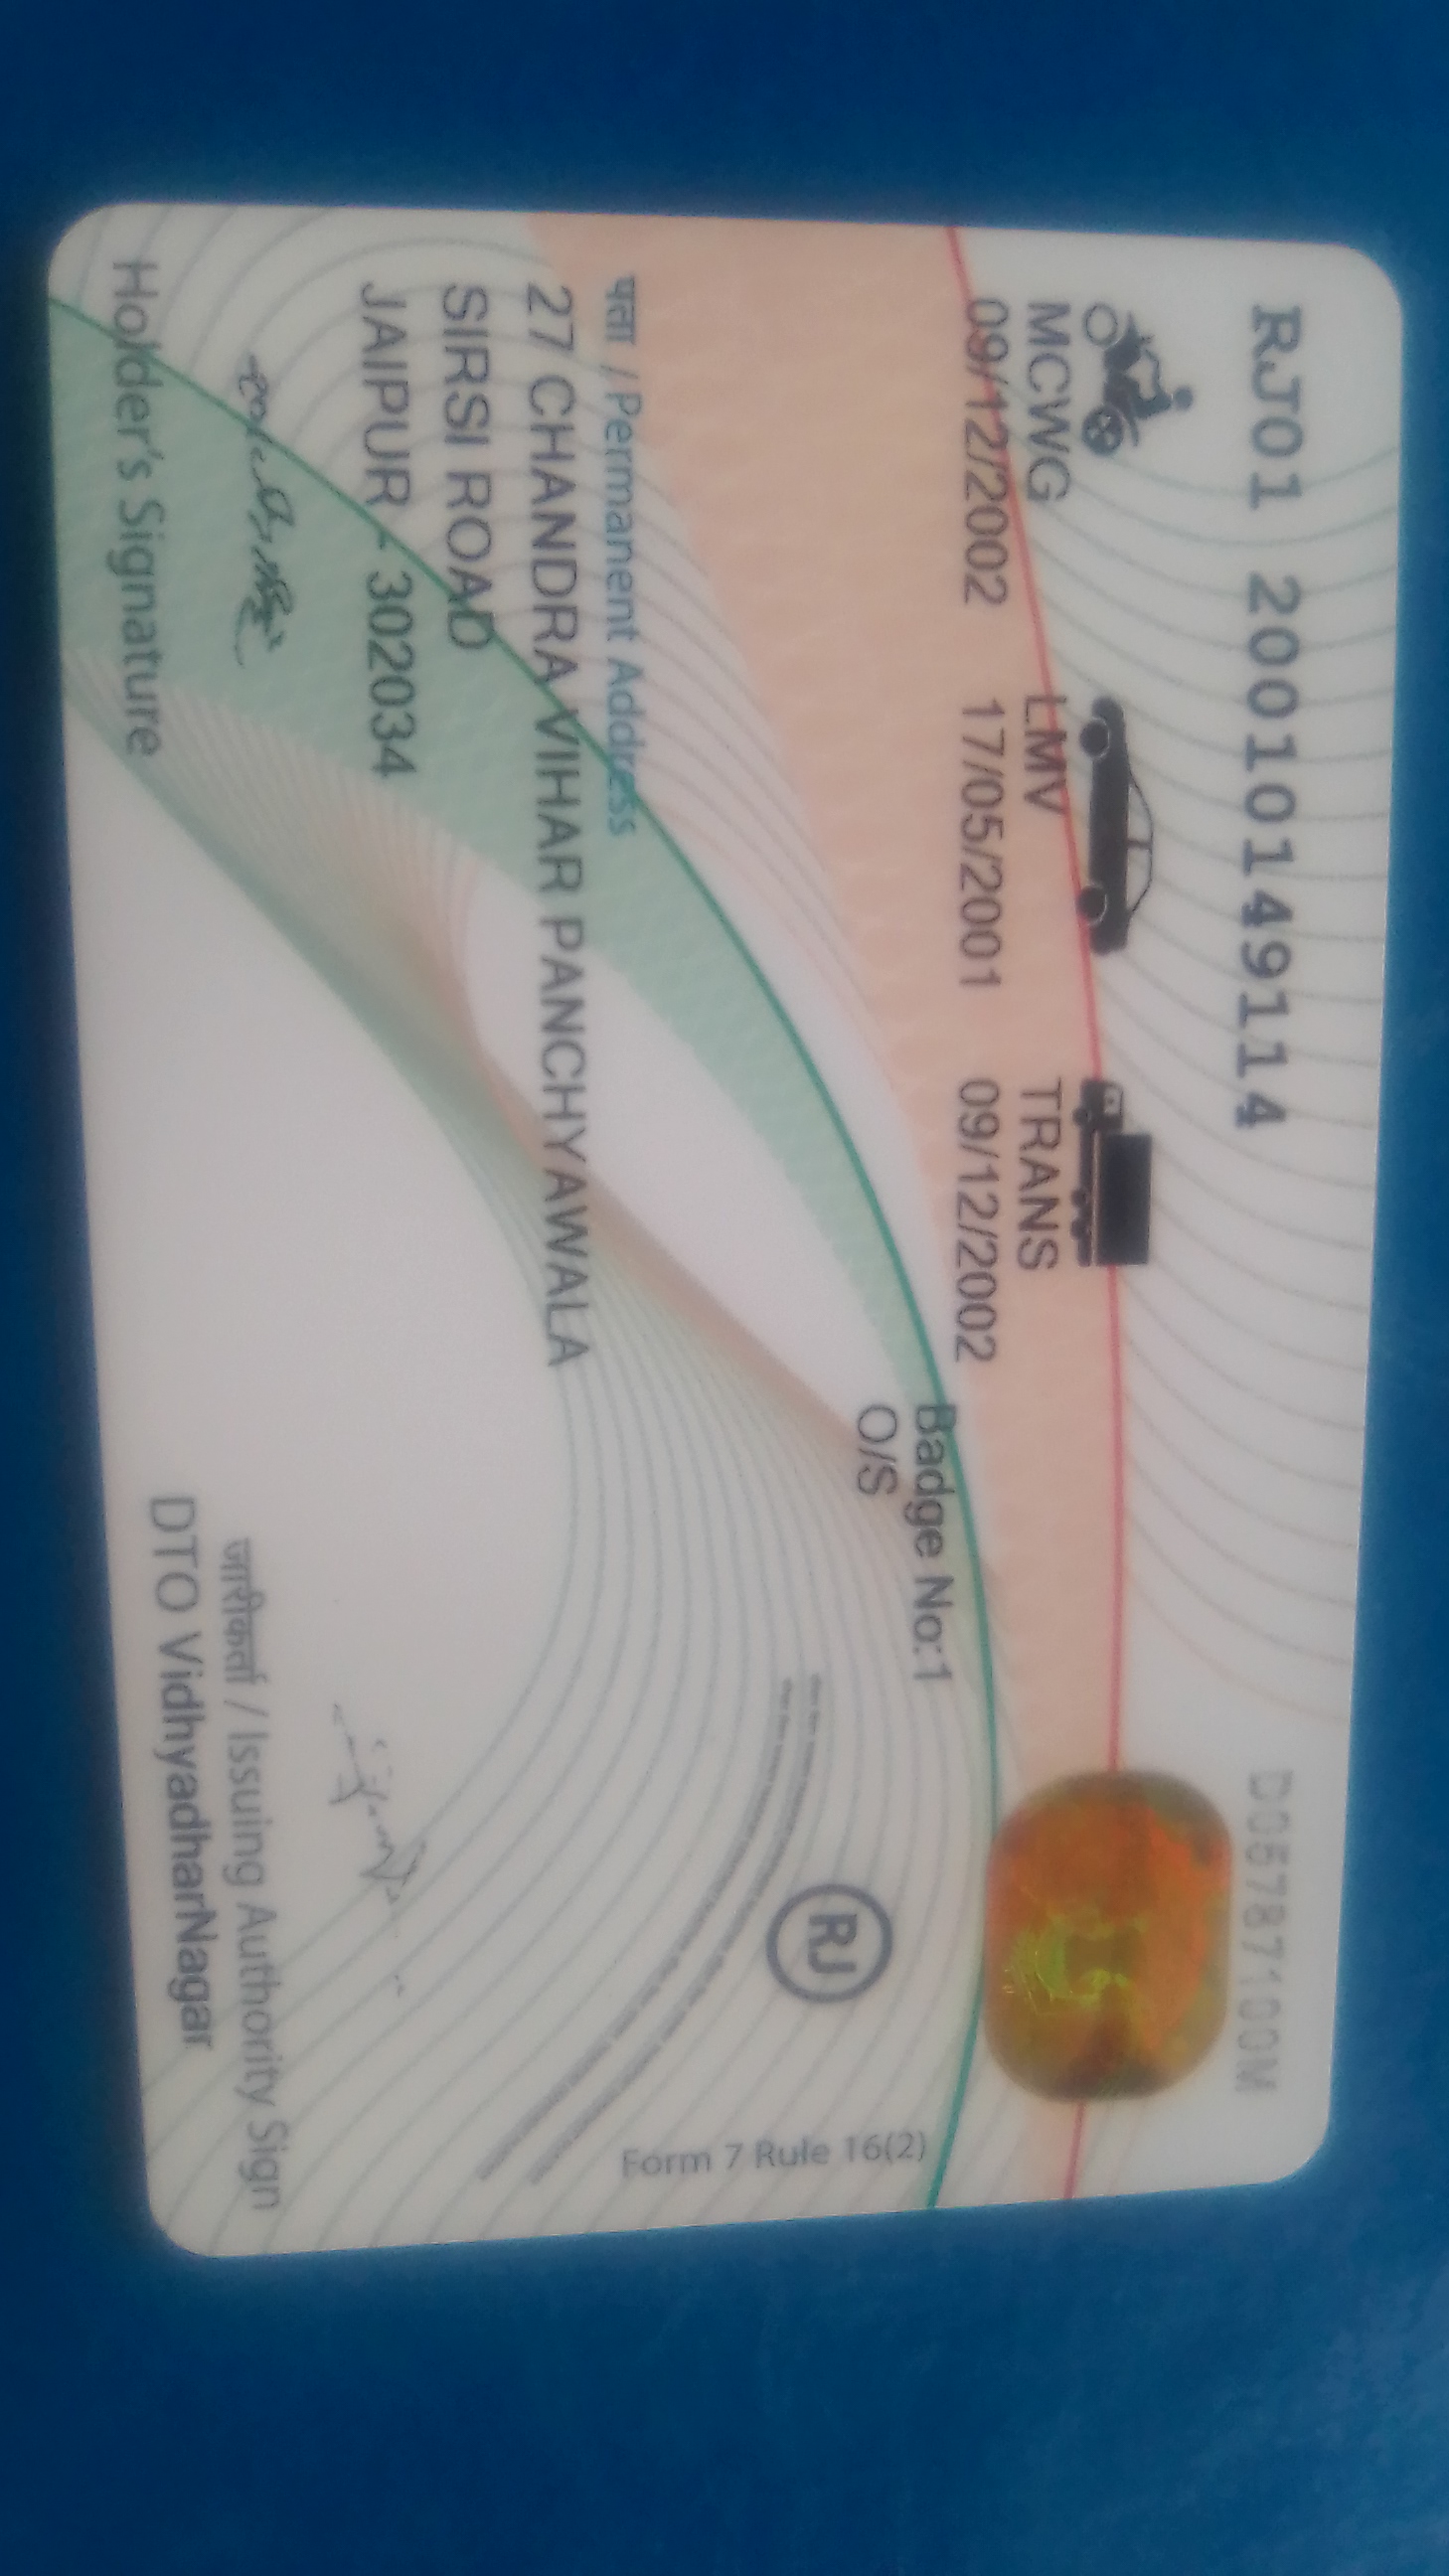 RJ01 20010149114
D05787100M
MCWG
09/12/2002
LMV
17/05/2001
TRANS
09/12/2002
Badge No:1
O/S
RJ
Form 7 Rule 16(2)
पता / Permanent Address
27 CHANDRA VIHAR PANCHYAWALA
SIRSI ROAD
JAIPUR - 302034
Holder's Signature
जारीकर्ता / Issuing Authority Sign
DTO VidhyadharNagar